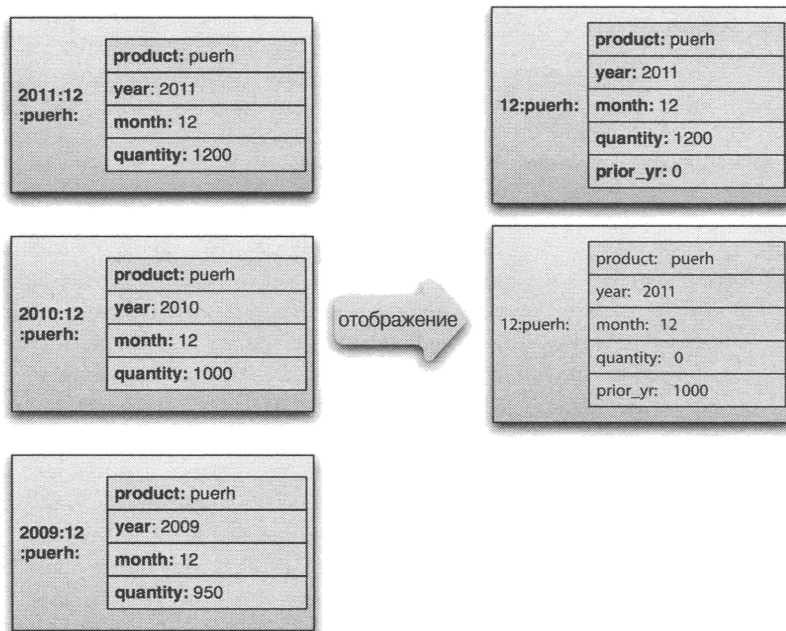 2011:12
:puerh:
product: puerh
year: 2011
month: 12
quantity: 1200
2010:12
:puerh:
product: puerh
year: 2010
month: 12
quantity: 1000
2009:12
:puerh:
product: puerh
year: 2009
month: 12
quantity: 950
отображение
12:puerh:
product: puerh
year: 2011
month: 12
quantity: 1200
prior_yr: 0
12:puerh:
product: puerh
year: 2011
month: 12
quantity: 0
prior_yr: 1000